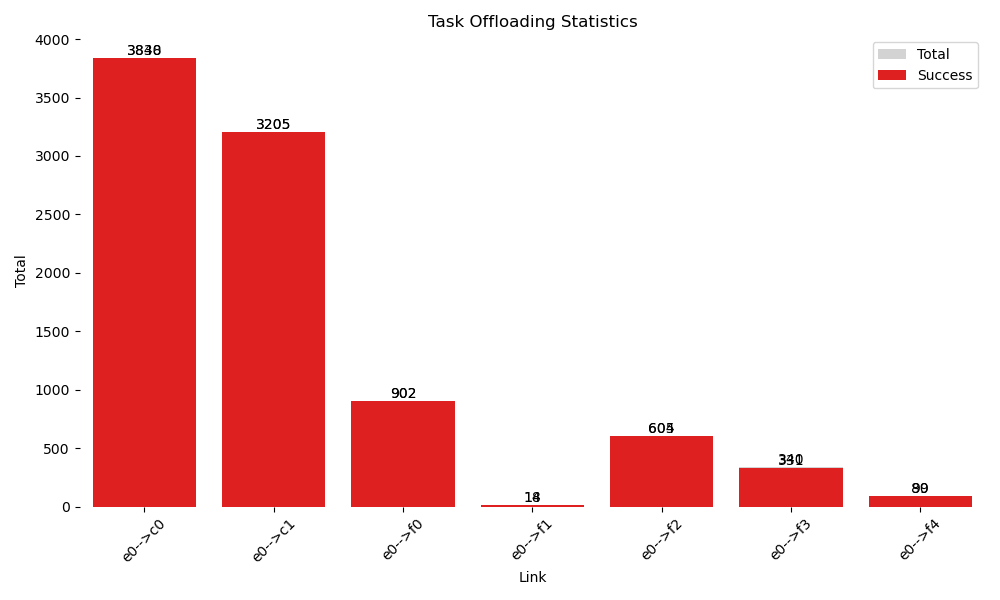 Task Offloading Statistics
Total
Success
4000
3500
3000
2500
2000
1500
1000
500
0
Total
3205
902
e0-->c0
e0-->c1
e0-->f0
e0-->f1
e0-->f2
e0-->f3
e0-->f4
Link